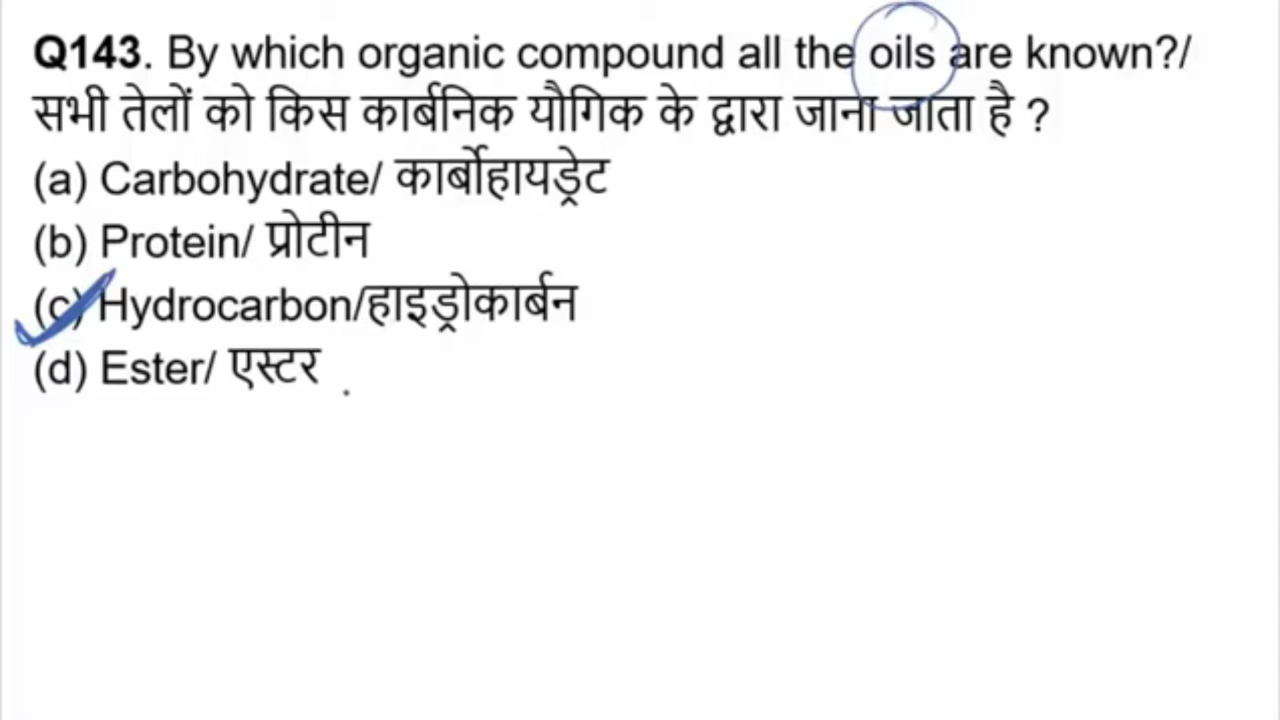 Q143. By which organic compound all the oils are known?/
सभी तेलों को किस कार्बनिक यौगिक के द्वारा जाना जाता है ?
(a) Carbohydrate/ कार्बोहायड्रेट
(b) Protein/ प्रोटीन
(c) Hydrocarbon/हाइड्रोकार्बन
(d) Ester/ एस्टर